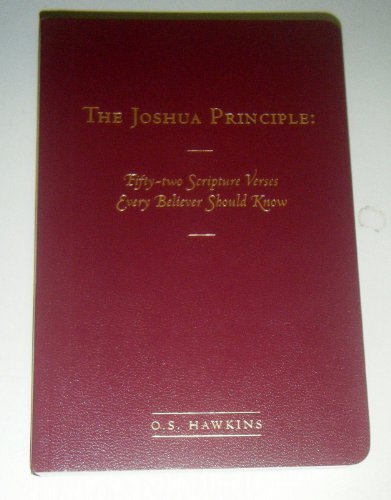 THE JOSHUA PRINCIPLE:
Fifty-two Scripture Verses
Every Believer Should Know
O.S. HAWKINS